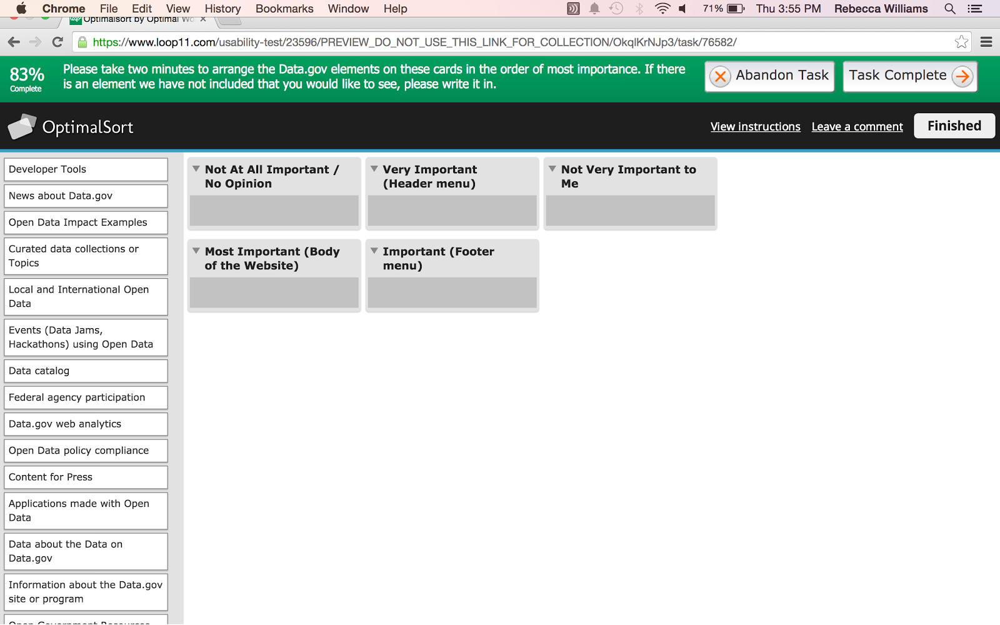 Chrome File Edit View History Bookmarks Window Help 71% Thu 3:55 PM Rebecca Williams
OptimalSort by Optimal Wo
https://www.loop11.com/usability-test/23596/PREVIEW_DO_NOT_USE_THIS_LINK_FOR_COLLECTION/OkqlKrNJp3/task/76582/
83%
Complete
Please take two minutes to arrange the Data.gov elements on these cards in the order of most importance. If there
is an element we have not included that you would like to see, please write it in.
Abandon Task
Task Complete
OptimalSort
View instructions
Leave a comment
Finished
Developer Tools
News about Data.gov
Open Data Impact Examples
Curated data collections or
Topics
Local and International Open
Data
Events (Data Jams,
Hackathons) using Open Data
Data catalog
Federal agency participation
Data.gov web analytics
Open Data policy compliance
Content for Press
Applications made with Open
Data
Data about the Data on
Data.gov
Information about the Data.gov
site or program
Open Government Resources
Not At All Important /
No Opinion
Very Important
(Header menu)
Not Very Important to
Me
Most Important (Body
of the Website)
Important (Footer
menu)